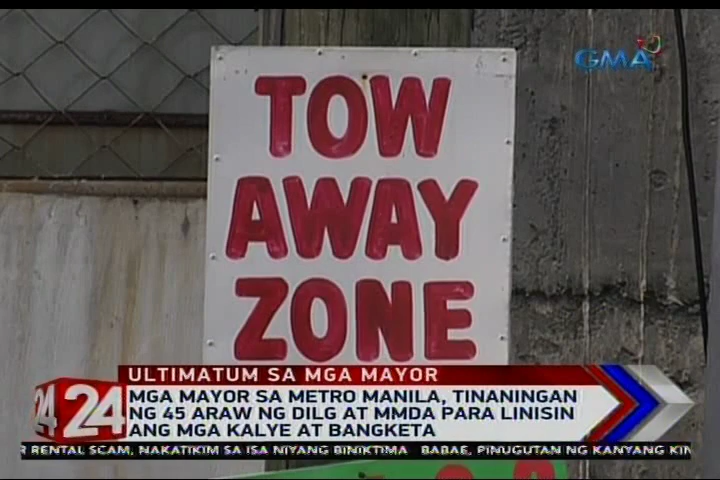 GMA
TOW
AWAY
ZONE
ULTIMATUM SA MGA MAYOR
24
24
MGA MAYOR SA METRO MANILA, TINANINGAN
NG 45 ARAW NG DILG AT MMDA PARA LINISIN
ANG MGA KALYE AT BANGKETA
RENTAL SCAM, NAKATIKIM SA ISA NIYANG BINIKTIMA BABAE, PINUGUTAN NG KANYANG